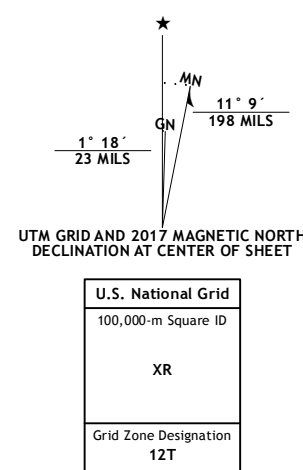 ★
MN
11° 9´
198 MILS
GN
1° 18´
23 MILS
UTM GRID AND 2017 MAGNETIC NORTH
DECLINATION AT CENTER OF SHEET
U.S. National Grid
100,000-m Square ID
XR
Grid Zone Designation
12T